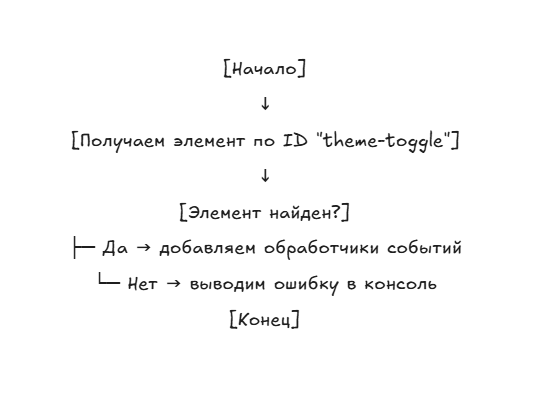 [Начало]
↓
[Получаем элемент по ID "theme-toggle"]
↓
[Элемент найден?]
├─ Да → добавляем обработчики событий
└─ Нет → выводим ошибку в консоль
[Конец]